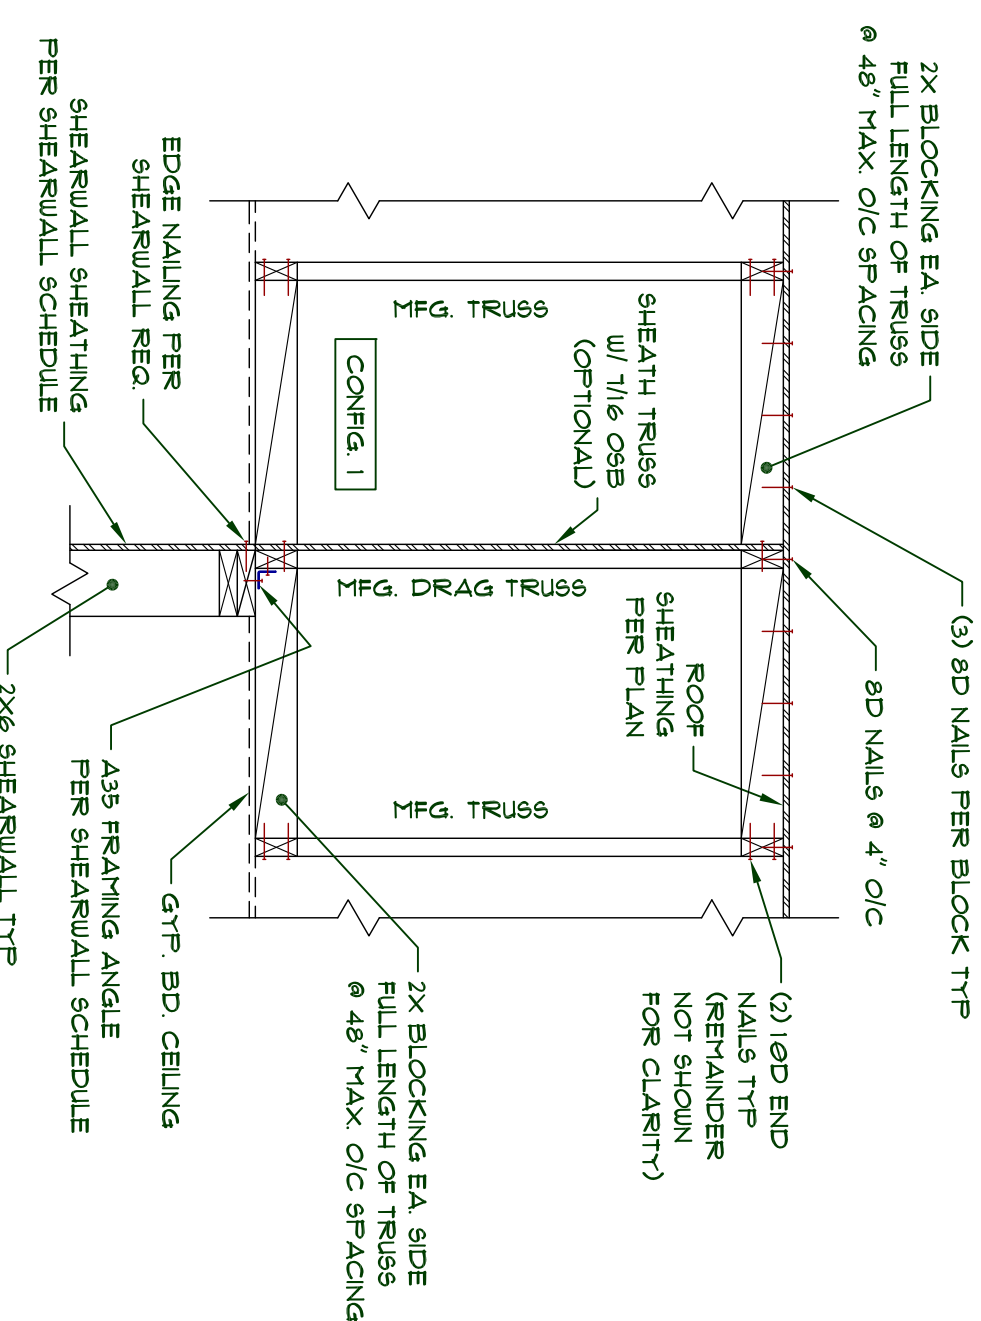 2X BLOCKING EA. SIDE
FULL LENGTH OF TRUSS
@ 48" MAX. O/C SPACING
(3) 8D NAILS PER BLOCK TYP
8D NAILS @ 4" O/C
(2) 10D END
NAILS TYP
(REMAINDER
NOT SHOWN
FOR CLARITY)
ROOF
SHEATHING
PER PLAN
SHEATH TRUSS
W/ 7/16 OSB
(OPTIONAL)
MFG. TRUSS
MFG. DRAG TRUSS
MFG. TRUSS
CONFIG. 1
EDGE NAILING PER
SHEARWALL REQ.
SHEARWALL SHEATHING
PER SHEARWALL SCHEDULE
2X BLOCKING EA. SIDE
FULL LENGTH OF TRUSS
@ 48" MAX. O/C SPACING
GYP. BD. CEILING
A35 FRAMING ANGLE
PER SHEARWALL SCHEDULE
2X6 SHEARWALL TYP